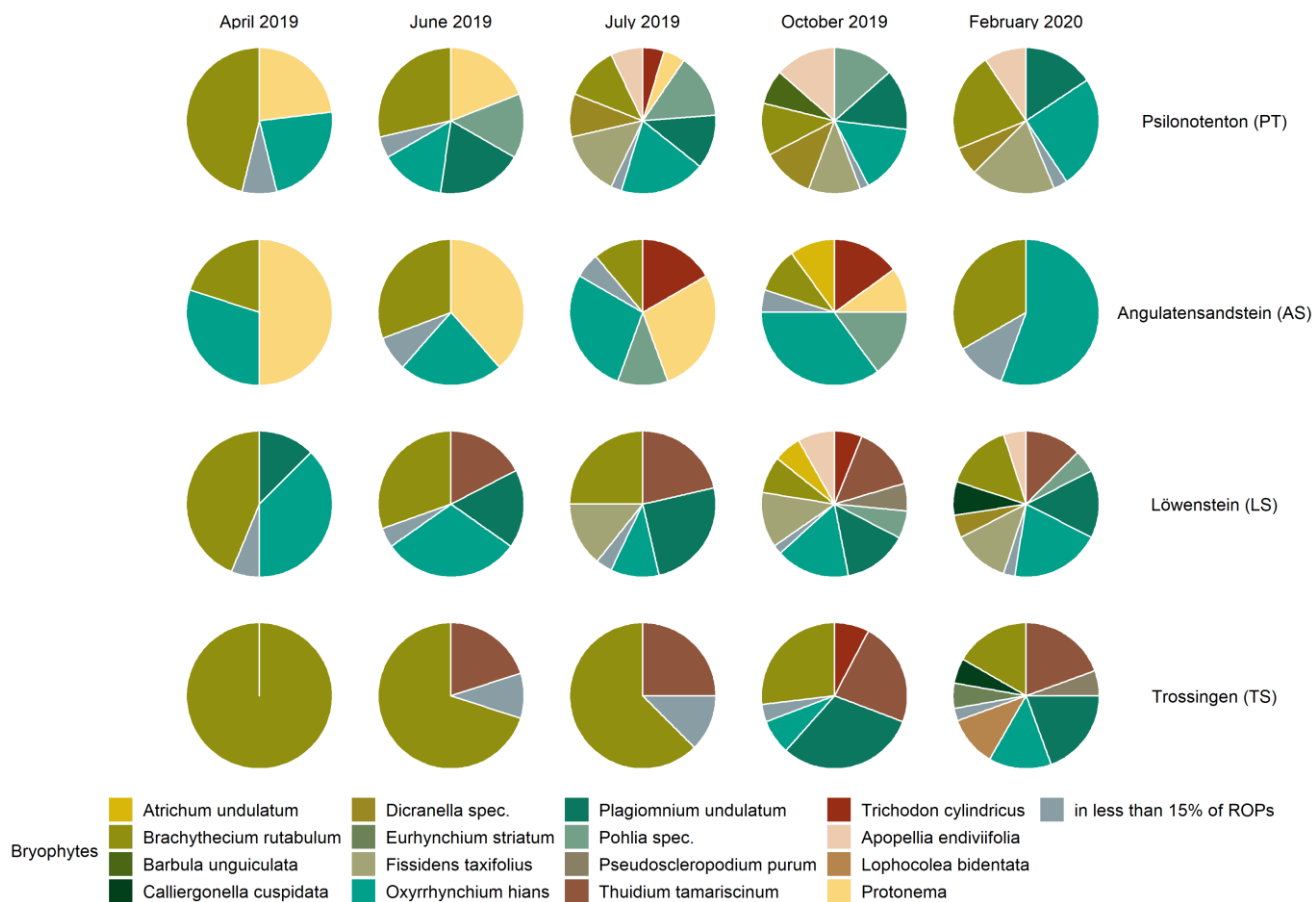 April 2019 June 2019 July 2019 October 2019 February 2020
Psilonotenton (PT)
Angulatensandstein (AS)
Löwenstein (LS)
Trossingen (TS)
Atrichum undulatum Dicranella spec. Plagiomnium undulatum Trichodon cylindricus in less than 15% of ROPs
Brachythecium rutabulum Eurhynchium striatum Pohlia spec. Apopellia endiviifolia
Bryophytes
Barbula unguiculata Fissidens taxifolius Pseudoscleropodium purum Lophocolea bidentata
Calliergonella cuspidata Oxyrrhynchium hians Thuidium tamariscinum Protonema